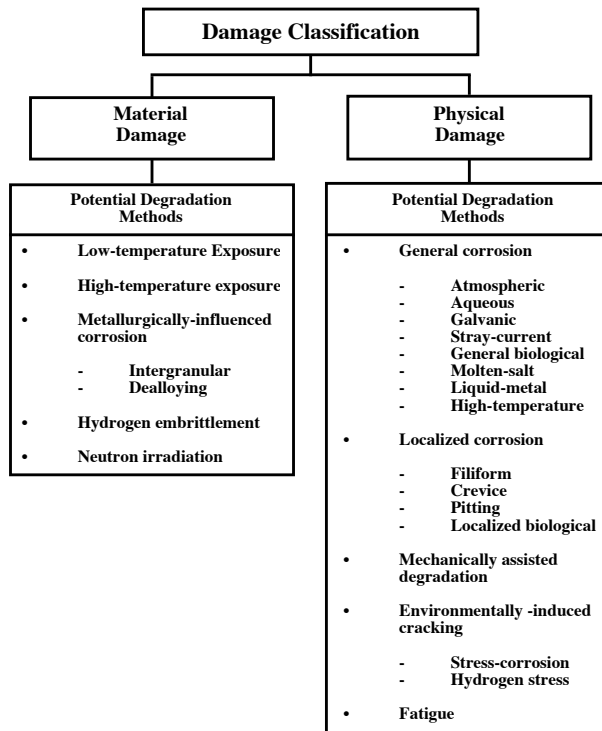 Damage Classification
Material
Damage
Physical
Damage
Potential Degradation
Methods
• Low-temperature Exposure
• High-temperature exposure
• Metallurgically-influenced
corrosion
- Intergranular
- Dealloying
• Hydrogen embrittlement
• Neutron irradiation
Potential Degradation
Methods
• General corrosion
- Atmospheric
- Aqueous
- Galvanic
- Stray-current
- General biological
- Molten-salt
- Liquid-metal
- High-temperature
• Localized corrosion
- Filiform
- Crevice
- Pitting
- Localized biological
• Mechanically assisted
degradation
• Environmentally -induced
cracking
- Stress-corrosion
- Hydrogen stress
• Fatigue